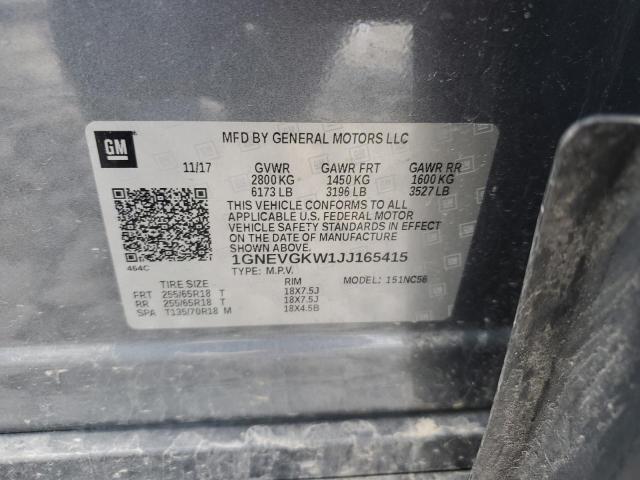 GM
MFD BY GENERAL MOTORS LLC
11/17 GVWR GAWR FRT GAWR RR
2800 KG 1450 KG 1600 KG
6173 LB 3196 LB 3527 LB
THIS VEHICLE CONFORMS TO ALL
APPLICABLE U.S. FEDERAL MOTOR
VEHICLE SAFETY STANDARDS IN EFFECT
ON THE DATE OF MANUFACTURE
SHOWN ABOVE.
1GNEVGKW1JJ165415
464C
TYPE: M.P.V. MODEL: 151NC56
TIRE SIZE RIM
FRT 255/65R18 T 18X7.5J
RR 255/65R18 T 18X7.5J
SPA T135/70R18 M 18X4.5B